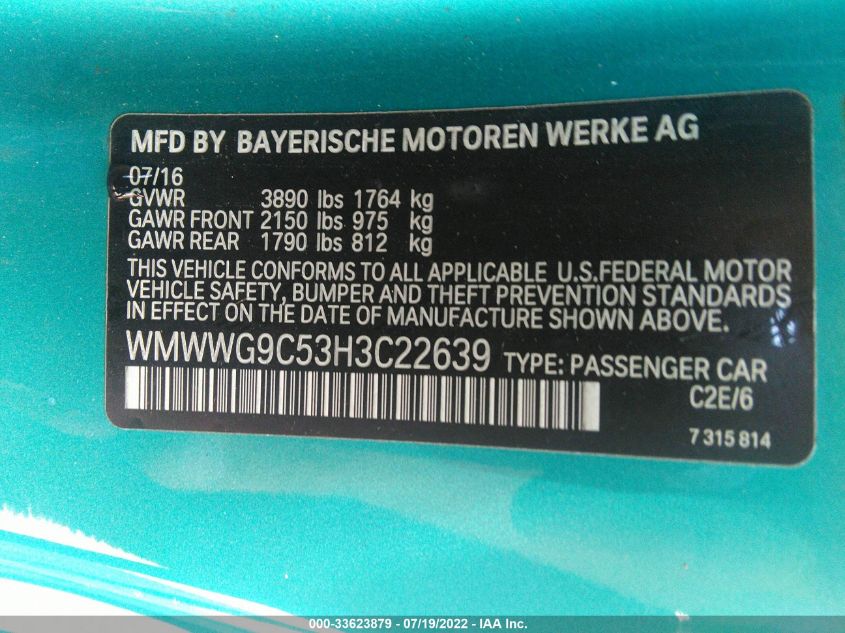 MFD BY BAYERISCHE MOTOREN WERKE AG
07/16
GVWR 3890 lbs 1764 kg
GAWR FRONT 2150 lbs 975 kg
GAWR REAR 1790 lbs 812 kg
THIS VEHICLE CONFORMS TO ALL APPLICABLE U.S.FEDERAL MOTOR
VEHICLE SAFETY, BUMPER AND THEFT PREVENTION STANDARDS
IN EFFECT ON THE DATE OF MANUFACTURE SHOWN ABOVE.
WMWWG9C53H3C22639 TYPE: PASSENGER CAR
C2E/6
7 315 814
000-33623879 - 07/19/2022 - IAA Inc.